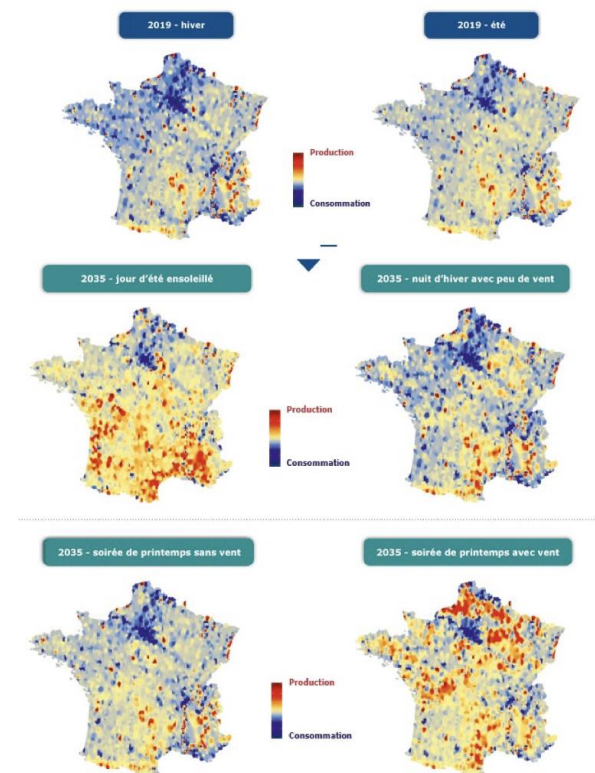 2019 - hiver
2019 - été
Production
Consommation
2035 - jour d'été ensoleillé
2035 - nuit d'hiver avec peu de vent
Production
Consommation
2035 - soirée de printemps sans vent
2035 - soirée de printemps avec vent
Production
Consommation